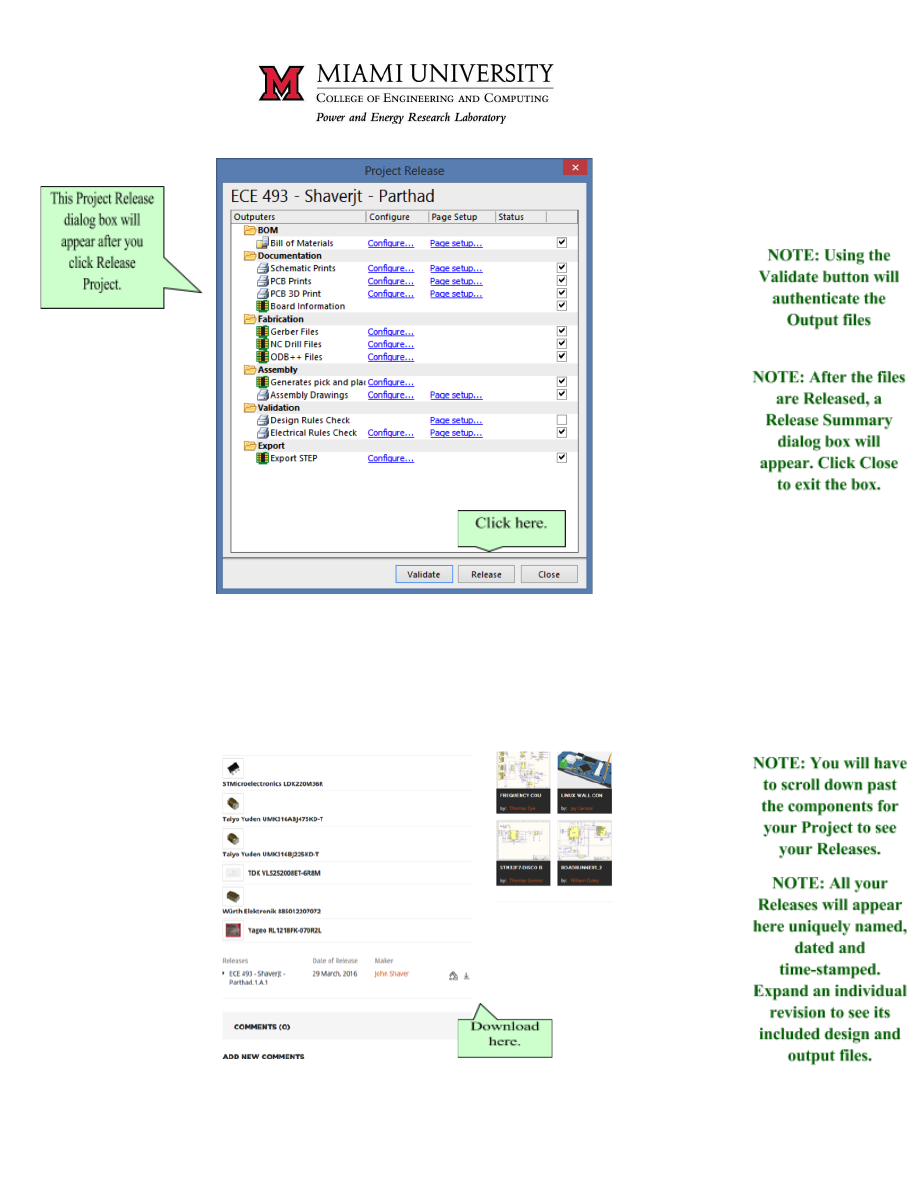 MIAMI UNIVERSITY
COLLEGE OF ENGINEERING AND COMPUTING
Power and Energy Research Laboratory
This Project Release
dialog box will
appear after you
click Release
Project.
Project Release
ECE 493 - Shaverjt - Parthad
Outputers Configure Page Setup Status
BOM
Bill of Materials Configure... Page setup...
Documentation
Schematic Prints Configure... Page setup...
PCB Prints Configure... Page setup...
PCB 3D Print Configure... Page setup...
Board Information
Fabrication
Gerber Files Configure...
NC Drill Files Configure...
ODB++ Files Configure...
Assembly
Generates pick and plac Configure...
Assembly Drawings Configure... Page setup...
Validation
Design Rules Check Page setup...
Electrical Rules Check Configure... Page setup...
Export
Export STEP Configure...
Click here.
Validate Release Close
NOTE: Using the
Validate button will
authenticate the
Output files
NOTE: After the files
are Released, a
Release Summary
dialog box will
appear. Click Close
to exit the box.
STMicroelectronics LDK220M36R
Taiyo Yuden UMK316ABJ475KD-T
Taiyo Yuden UMK316BJ225KD-T
TDK VLS252008ET-6R8M
Würth Elektronik 885012207072
Yageo RL1218FK-070R2L
Releases Date of Release Maker
ECE 493 - ShaverJt - 29 March, 2016 John Shaver
Parthad.1.A.1
COMMENTS (0)
ADD NEW COMMENTS
FREQUENCY COU
by: Thomas Eye
LINUX WALL CON
by: Jay Carlson
STM32F7-DISCO B
by:
ROADRUNNERS_2
by:
Download
here.
NOTE: You will have
to scroll down past
the components for
your Project to see
your Releases.
NOTE: All your
Releases will appear
here uniquely named,
dated and
time-stamped.
Expand an individual
revision to see its
included design and
output files.